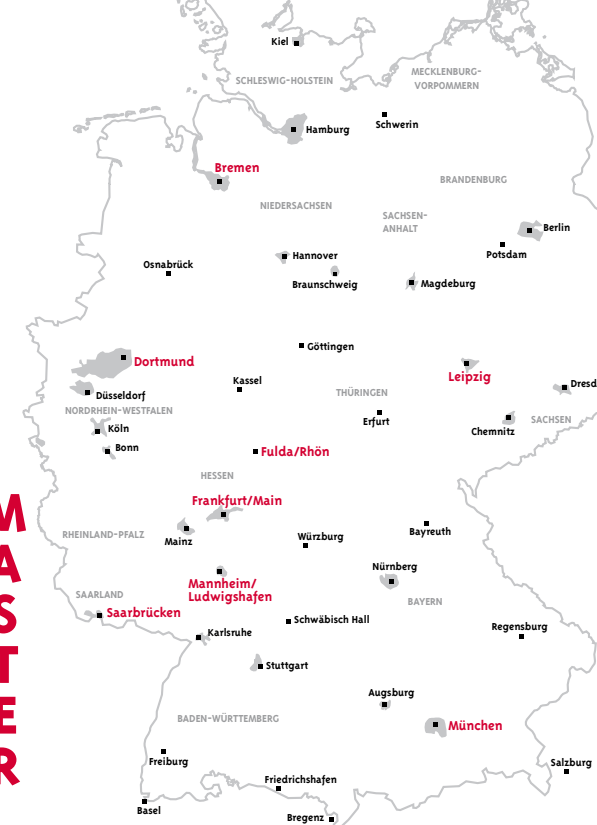 Kiel
SCHLESWIG-HOLSTEIN
MECKLENBURG-
VORPOMMERN
Hamburg
Schwerin
Bremen
BRANDENBURG
NIEDERSACHSEN
SACHSEN-
ANHALT
Berlin
Potsdam
Osnabrück
Hannover
Braunschweig
Magdeburg
Göttingen
Dortmund
Leipzig
Kassel
Dresd
Düsseldorf
THÜRINGEN
NORDRHEIN-WESTFALEN
Erfurt
SACHSEN
Köln
Chemnitz
Bonn
Fulda/Rhön
HESSEN
Frankfurt/Main
RHEINLAND-PFALZ
Mainz
Würzburg
Bayreuth
Nürnberg
Mannheim/
Ludwigshafen
SAARLAND
BAYERN
Saarbrücken
Schwäbisch Hall
Karlsruhe
Regensburg
Stuttgart
Augsburg
BADEN-WÜRTTEMBERG
München
Freiburg
Salzburg
Friedrichshafen
Basel
Bregenz
M
A
S
T
E
R